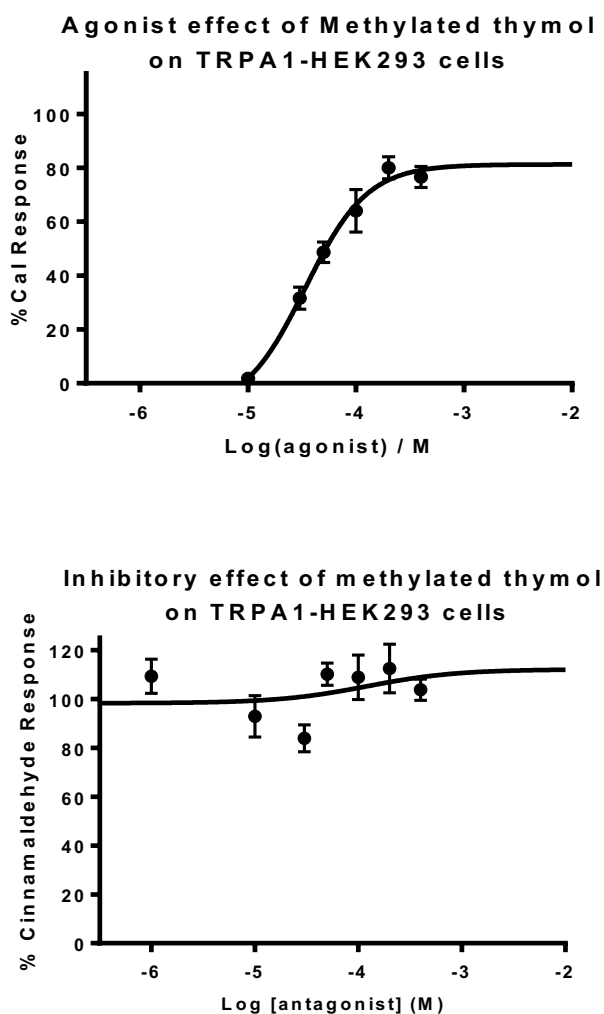 Agonist effect of Methylated thymol
on TRPA1-HEK293 cells
%Cal Response
100
80
60
40
20
0
-6 -5 -4 -3 -2
Log(agonist) / M
Inhibitory effect of methylated thymol
on TRPA1-HEK293 cells
% Cinnamaldehyde Response
120
100
80
60
40
20
0
-6 -5 -4 -3 -2
Log [antagonist] (M)